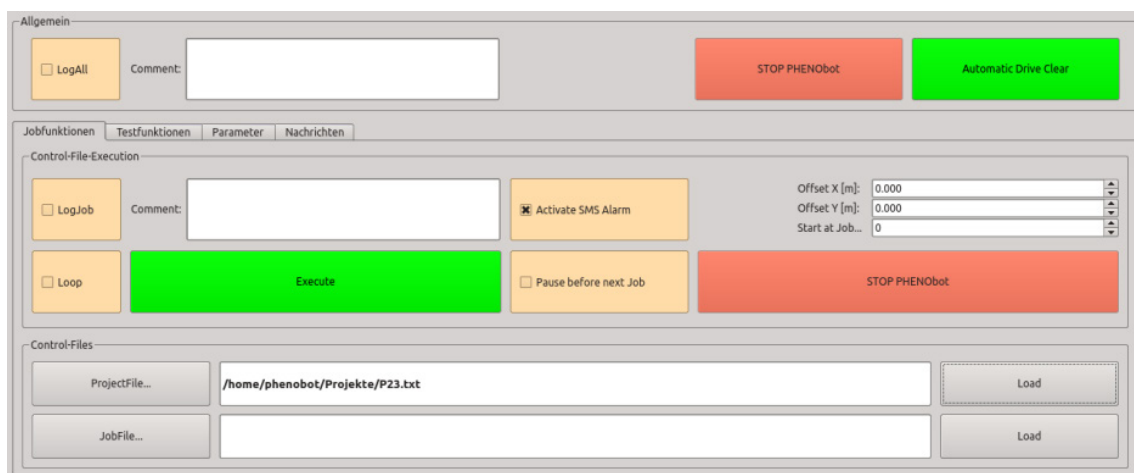 Allgemein
LogAll
Comment:
STOP PHENObot
Automatic Drive Clear
Jobfunktionen
Testfunktionen
Parameter
Nachrichten
Control-File-Execution
LogJob
Comment:
Activate SMS Alarm
Offset X [m]: 0.000
Offset Y [m]: 0.000
Start at Job... 0
Loop
Execute
Pause before next Job
STOP PHENObot
Control-Files
ProjectFile...
/home/phenobot/Projekte/P23.txt
Load
JobFile...
Load